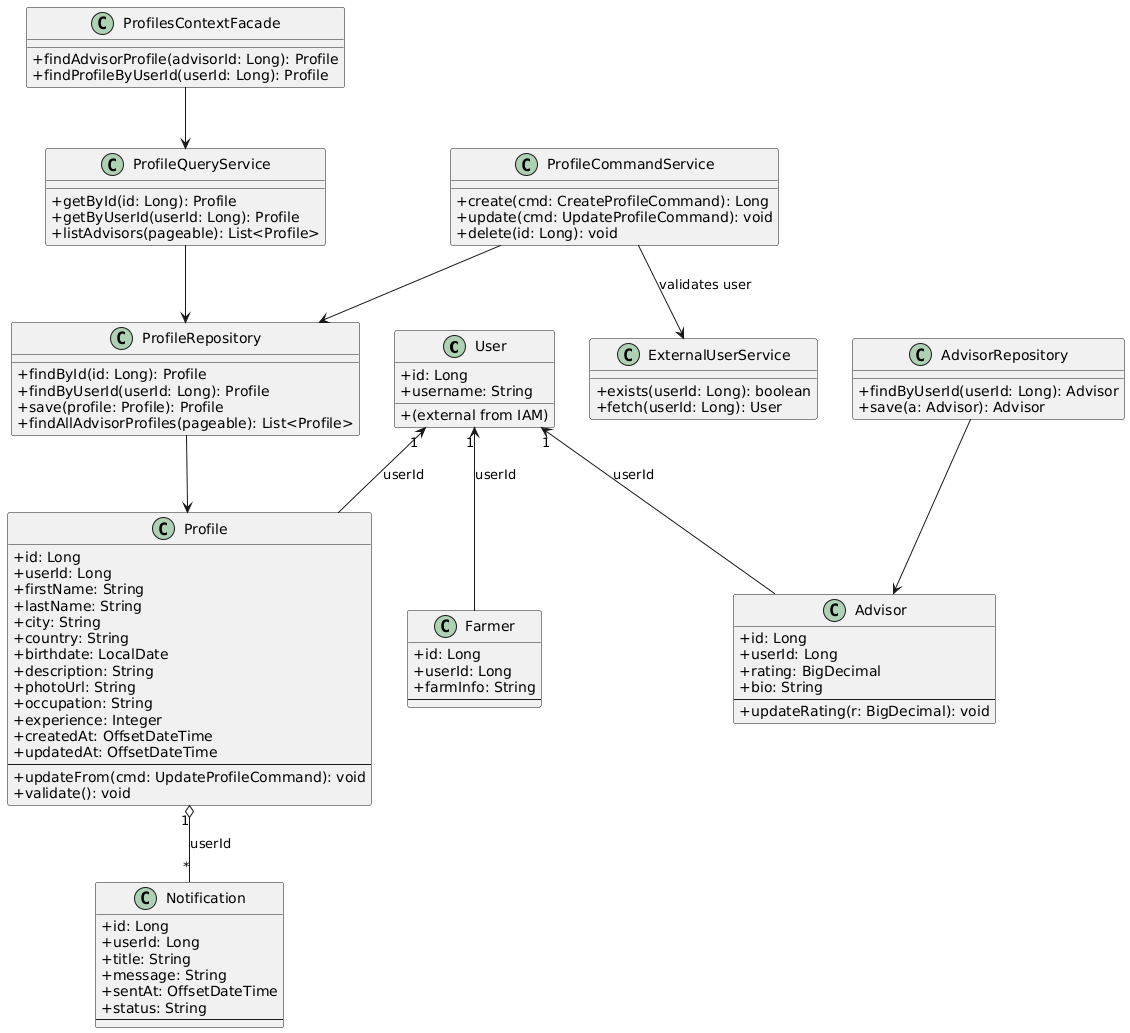 C ProfilesContextFacade
+findAdvisorProfile(advisorId: Long): Profile
+findProfileByUserId(userId: Long): Profile
C ProfileQueryService
+getById(id: Long): Profile
+getByUserId(userId: Long): Profile
+listAdvisors(pageable): List<Profile>
C ProfileCommandService
+create(cmd: CreateProfileCommand): Long
+update(cmd: UpdateProfileCommand): void
+delete(id: Long): void
validates user
C ProfileRepository
+findById(id: Long): Profile
+findByUserId(userId: Long): Profile
+save(profile: Profile): Profile
+findAllAdvisorProfiles(pageable): List<Profile>
C User
+id: Long
+username: String
+(external from IAM)
C ExternalUserService
+exists(userId: Long): boolean
+fetch(userId: Long): User
C AdvisorRepository
+findByUserId(userId: Long): Advisor
+save(a: Advisor): Advisor
1
userId
1
userId
1
userId
C Profile
+id: Long
+userId: Long
+firstName: String
+lastName: String
+city: String
+country: String
+birthdate: LocalDate
+description: String
+photoUrl: String
+occupation: String
+experience: Integer
+createdAt: OffsetDateTime
+updatedAt: OffsetDateTime
+updateFrom(cmd: UpdateProfileCommand): void
+validate(): void
C Farmer
+id: Long
+userId: Long
+farmInfo: String
C Advisor
+id: Long
+userId: Long
+rating: BigDecimal
+bio: String
+updateRating(r: BigDecimal): void
1
userId
*
C Notification
+id: Long
+userId: Long
+title: String
+message: String
+sentAt: OffsetDateTime
+status: String